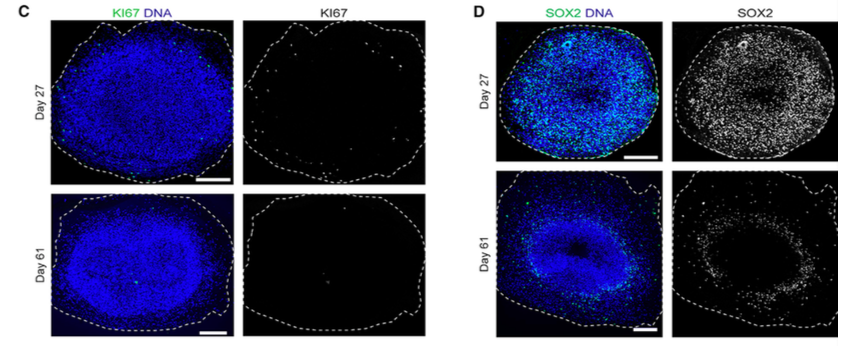 C
KI67 DNA
KI67
Day 27
Day 61
D
SOX2 DNA
SOX2
Day 27
Day 61